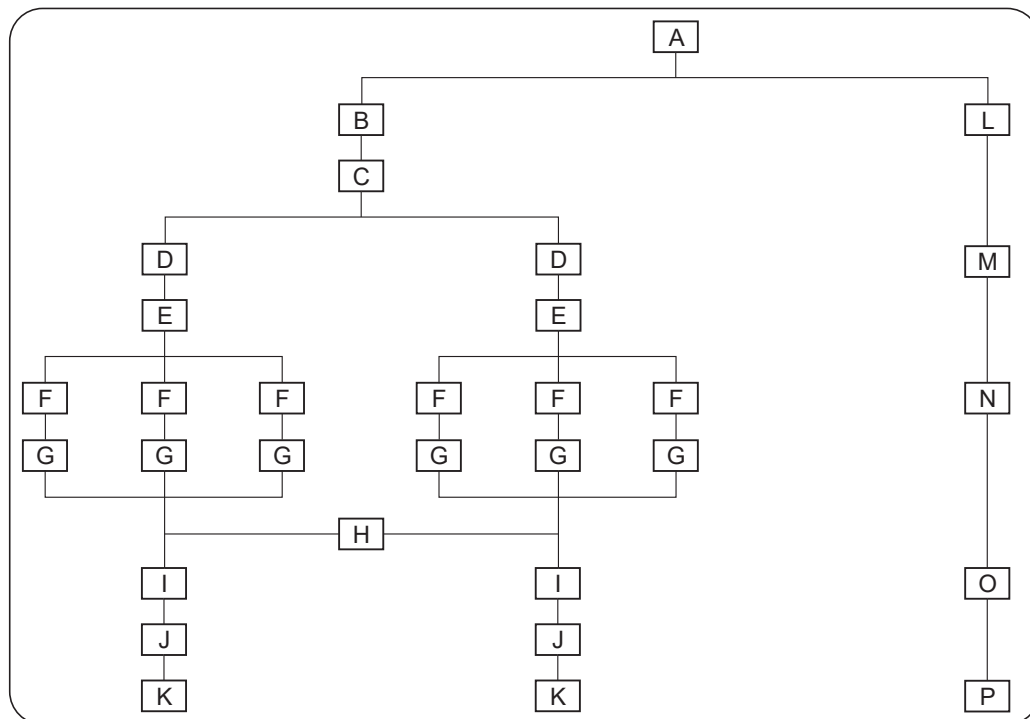 A
B L
C
D D M
E E
F F F F F F N
G G G G G G
H
I I O
J J
K K P